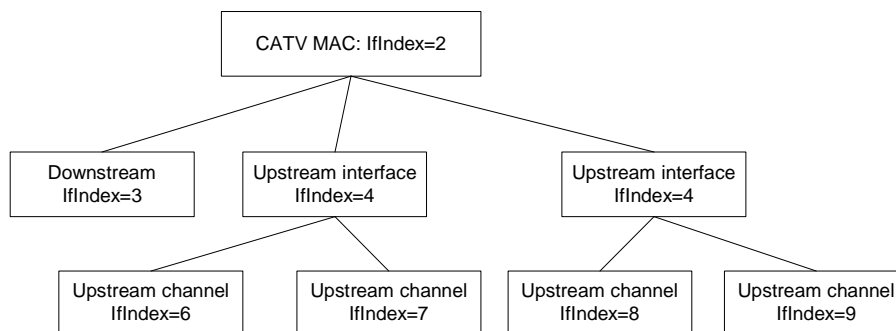 CATV MAC: IfIndex=2
Downstream
IfIndex=3
Upstream interface
IfIndex=4
Upstream interface
IfIndex=4
Upstream channel
IfIndex=6
Upstream channel
IfIndex=7
Upstream channel
IfIndex=8
Upstream channel
IfIndex=9